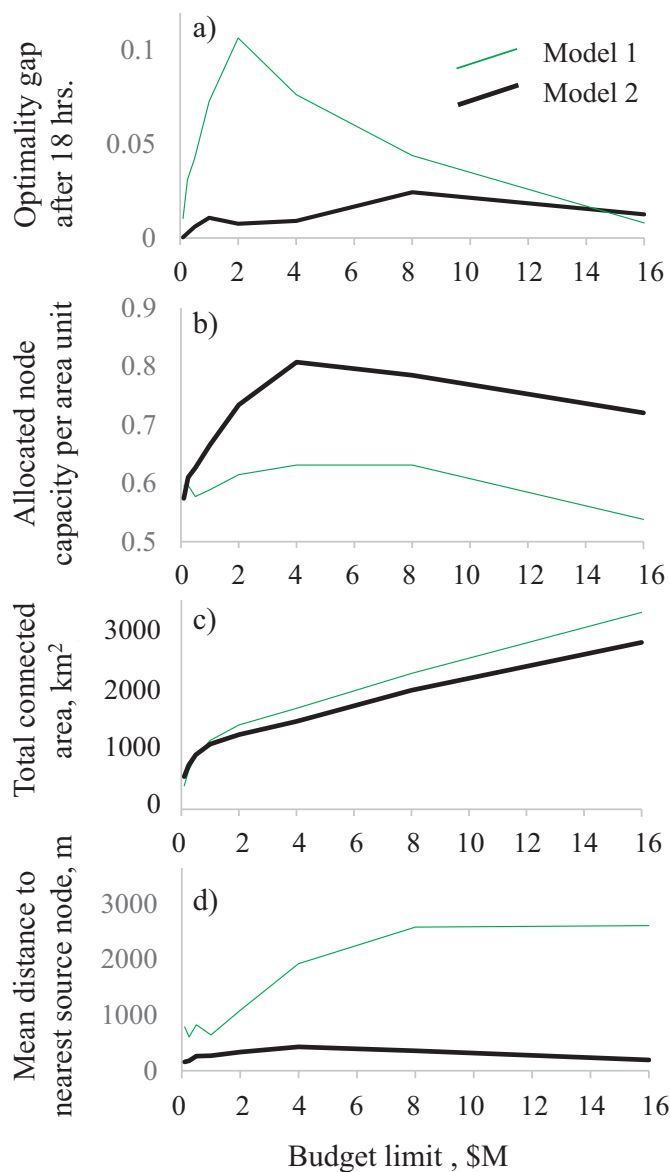 a)
Model 1
Model 2
Optimality gap
after 18 hrs.
0.1
0.05
0
0 2 4 6 8 10 12 14 16
b)
Allocated node
capacity per area unit
0.9
0.8
0.7
0.6
0.5
0 2 4 6 8 10 12 14 16
c)
Total connected
area, km²
3000
2000
1000
0
0 2 4 6 8 10 12 14 16
d)
Mean distance to
nearest source node, m
3000
2000
1000
0
0 2 4 6 8 10 12 14 16
Budget limit , $M